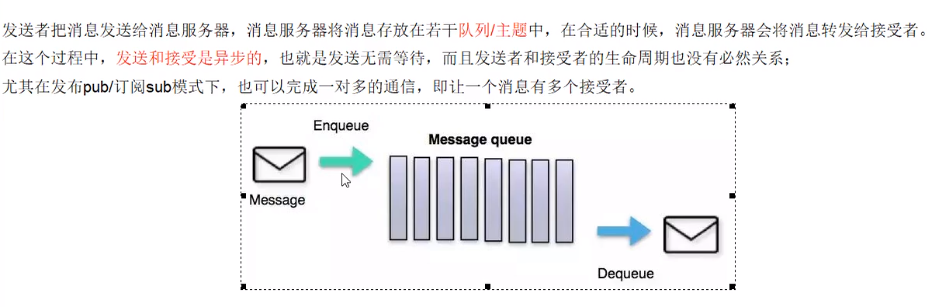 发送者把消息发送给消息服务器，消息服务器将消息存放在若干队列/主题中，在合适的时候，消息服务器会将消息转发给接受者。
在这个过程中，发送和接受是异步的，也就是发送无需等待，而且发送者和接受者的生命周期也没有必然关系；
尤其在发布pub/订阅sub模式下，也可以完成一对多的通信，即让一个消息有多个接受者。
Enqueue
Message queue
Message
Dequeue